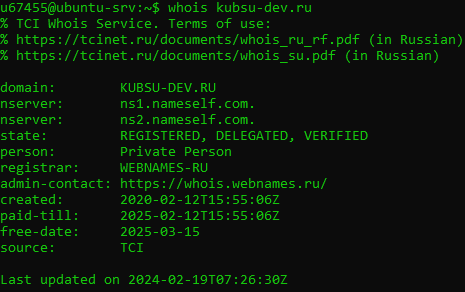 u67455@ubuntu-srv:~$ whois kubsu-dev.ru
% TCI Whois Service. Terms of use:
% https://tcinet.ru/documents/whois_ru_rf.pdf (in Russian)
% https://tcinet.ru/documents/whois_su.pdf (in Russian)

domain:        KUBSU-DEV.RU
nserver:       ns1.nameself.com.
nserver:       ns2.nameself.com.
state:         REGISTERED, DELEGATED, VERIFIED
person:        Private Person
registrar:     WEBNAMES-RU
admin-contact: https://whois.webnames.ru/
created:       2020-02-12T15:55:06Z
paid-till:     2025-02-12T15:55:06Z
free-date:     2025-03-15
source:        TCI

Last updated on 2024-02-19T07:26:30Z